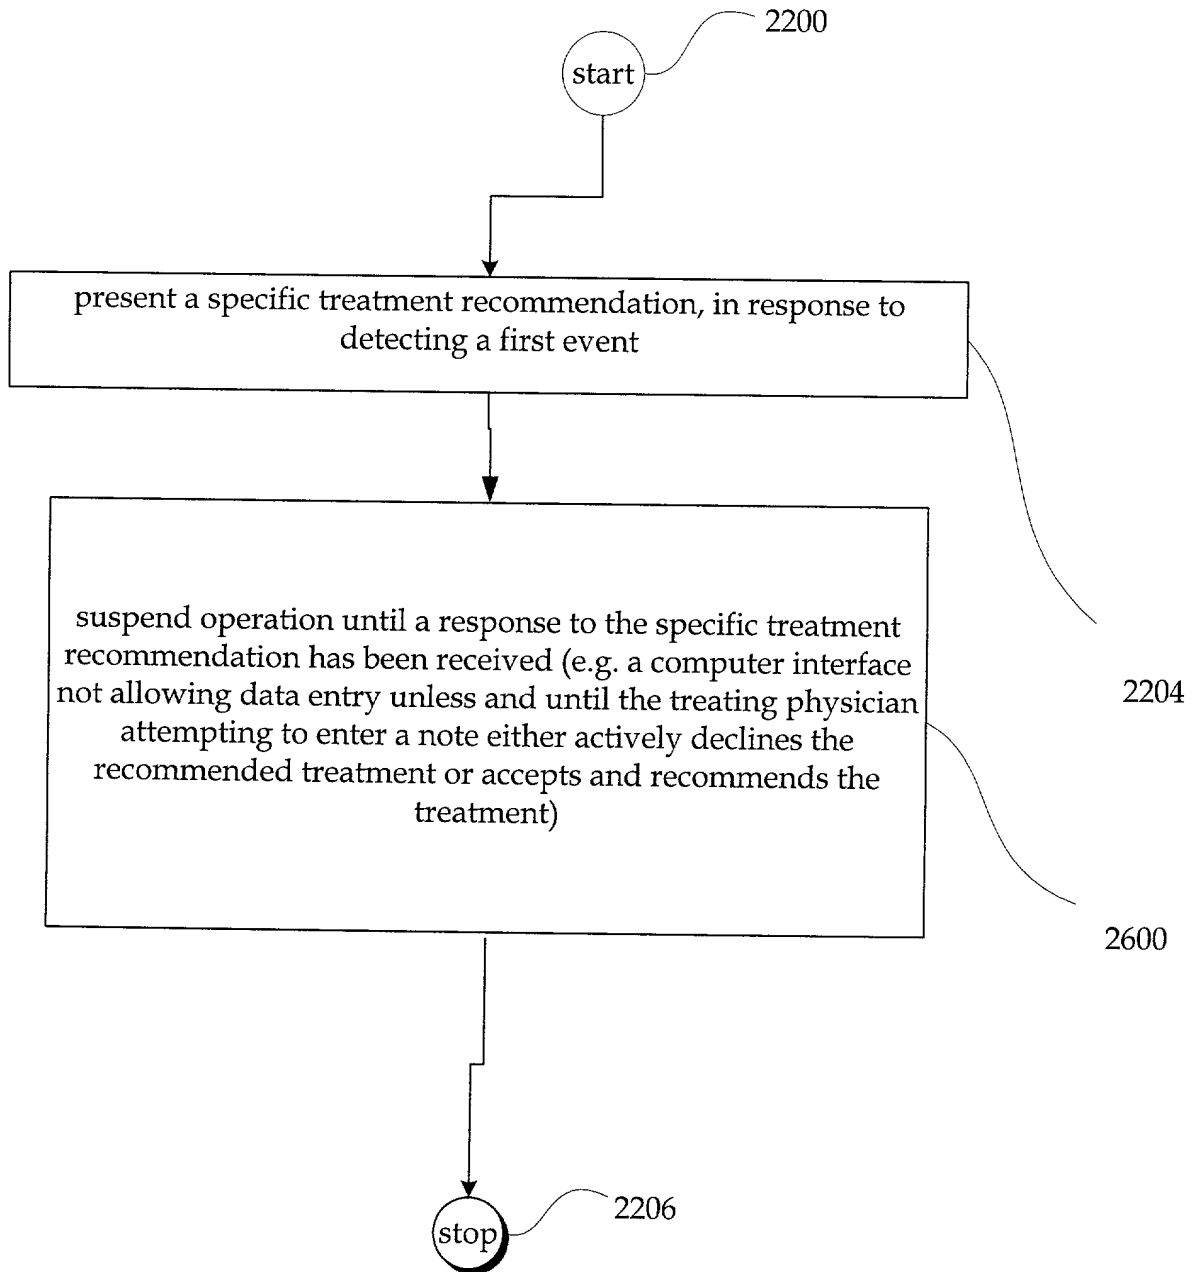 2200
start
present a specific treatment recommendation, in response to
detecting a first event
suspend operation until a response to the specific treatment
recommendation has been received (e.g. a computer interface
not allowing data entry unless and until the treating physician
attempting to enter a note either actively declines the
recommended treatment or accepts and recommends the
treatment)
2204
2600
2206
stop